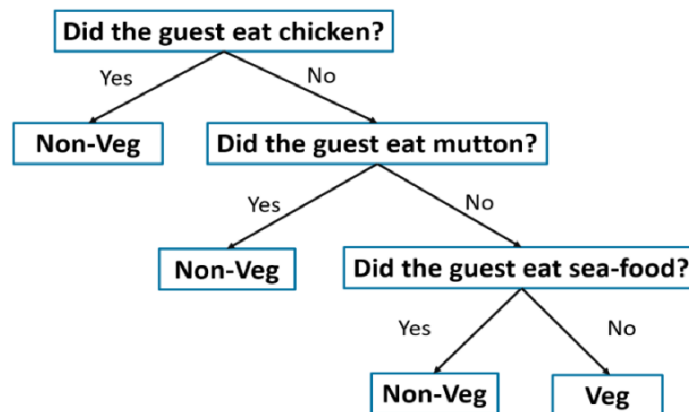 Did the guest eat chicken?
Yes
No
Non-Veg
Did the guest eat mutton?
Yes
No
Non-Veg
Did the guest eat sea-food?
Yes
No
Non-Veg
Veg